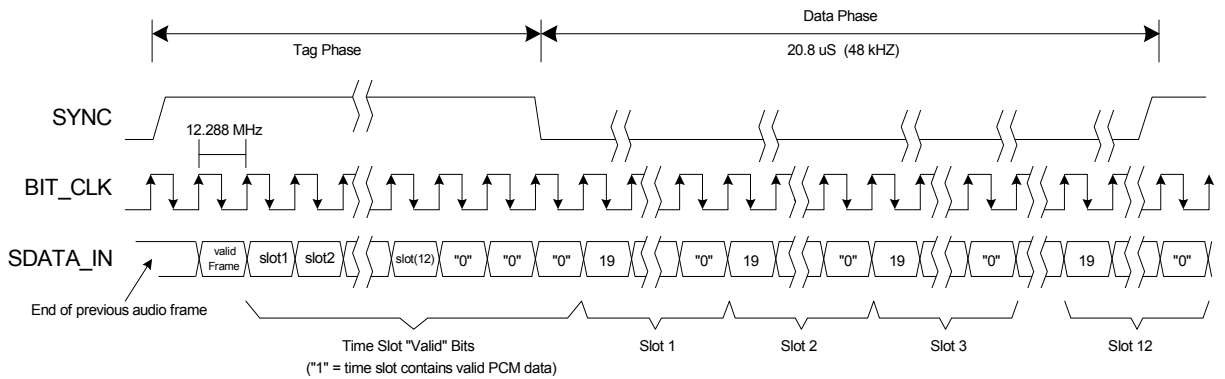 Data Phase
Tag Phase
20.8 uS (48 kHZ)
SYNC
12.288 MHz
BIT_CLK
SDATA_IN
valid Frame
slot1
slot2
slot(12)
"0"
"0"
"0"
19
"0"
19
"0"
19
"0"
19
"0"
End of previous audio frame
Time Slot "Valid" Bits
("1" = time slot contains valid PCM data)
Slot 1
Slot 2
Slot 3
Slot 12